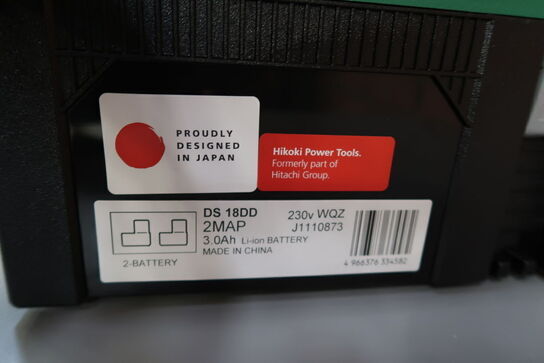 PROUDLY
DESIGNED
IN JAPAN
Hikoki Power Tools.
Formerly part of
Hitachi Group.
DS 18DD
2MAP
3.0Ah Li-ion BATTERY
MADE IN CHINA
230v WQZ
J1110873
2-BATTERY
4 966376 334582